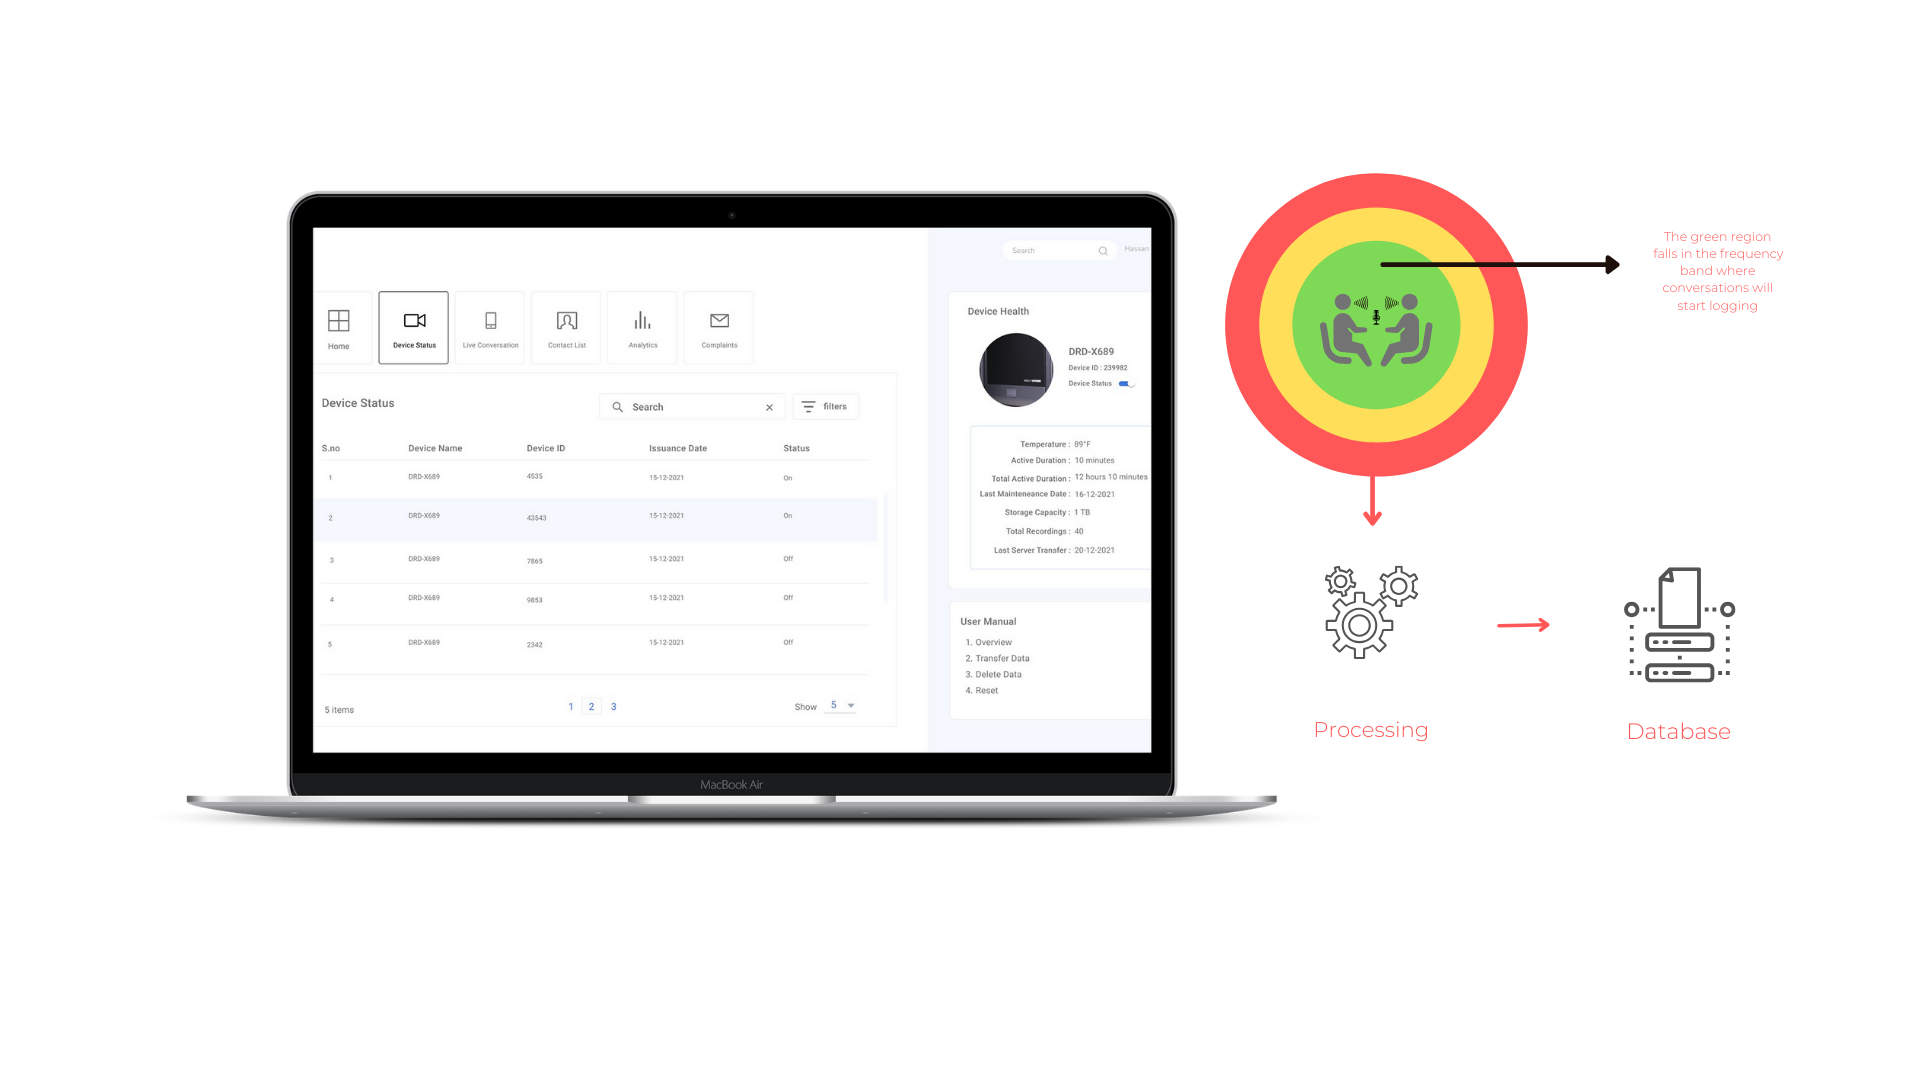 Search
Hassan
Home
Device Status
Live Conversation
Contact List
Analytics
Complaints
Device Status
Search
filters
S.no Device Name Device ID Issuance Date Status
1 DRD-X689 4535 15-12-2021 On
2 DRD-X689 43543 15-12-2021 On
3 DRD-X689 7865 15-12-2021 Off
4 DRD-X689 9853 15-12-2021 Off
5 DRD-X689 2342 15-12-2021 Off
5 items
1 2 3
Show 5
Device Health
DRD-X689
Device ID : 239982
Device Status
Temperature : 89°F
Active Duration : 10 minutes
Total Active Duration : 12 hours 10 minutes
Last Mainteneance Date : 16-12-2021
Storage Capacity : 1 TB
Total Recordings : 40
Last Server Transfer : 20-12-2021
User Manual
1. Overview
2. Transfer Data
3. Delete Data
4. Reset
MacBook Air
The green region
falls in the frequency
band where
conversations will
start logging
Processing
Database